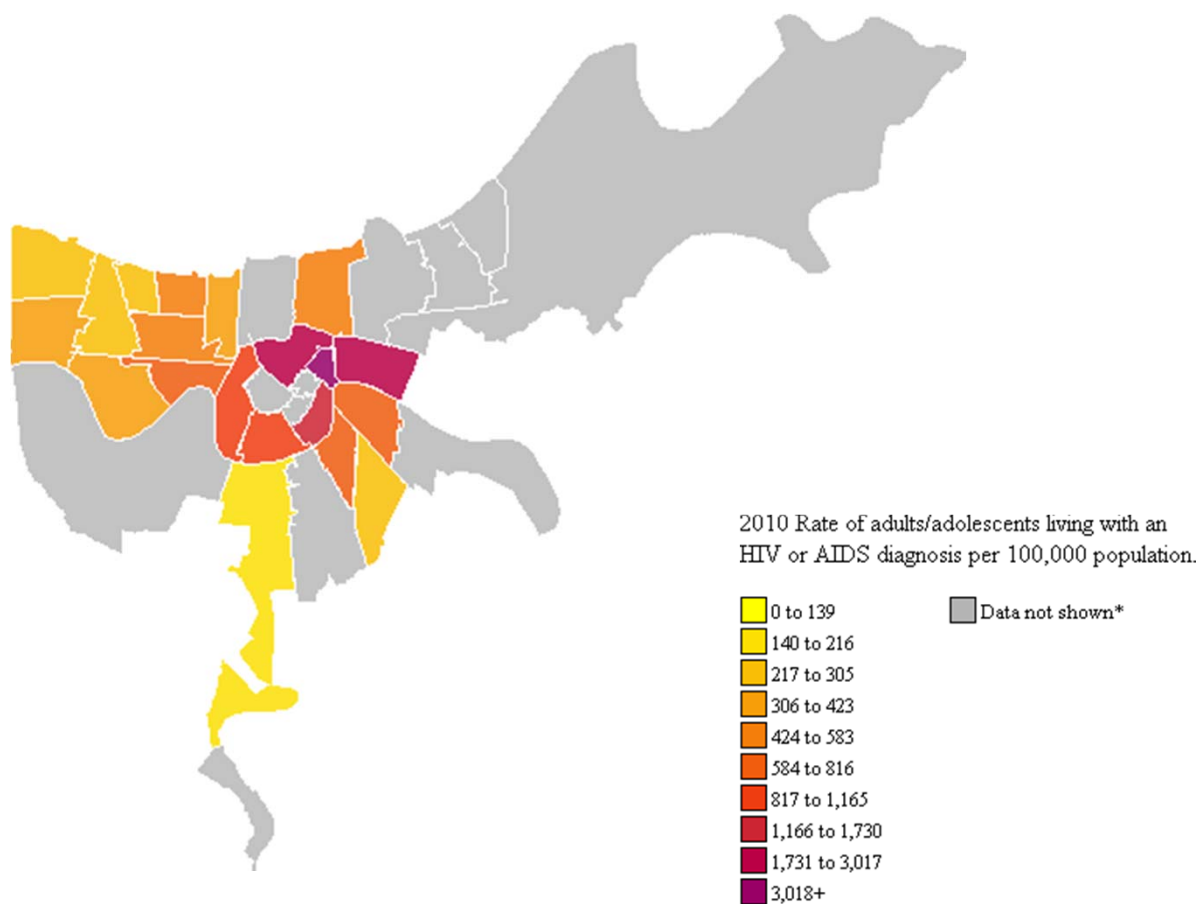 2010 Rate of adults/adolescents living with an
HIV or AIDS diagnosis per 100,000 population.
0 to 139
Data not shown*
140 to 216
217 to 305
306 to 423
424 to 583
584 to 816
817 to 1,165
1,166 to 1,730
1,731 to 3,017
3,018+